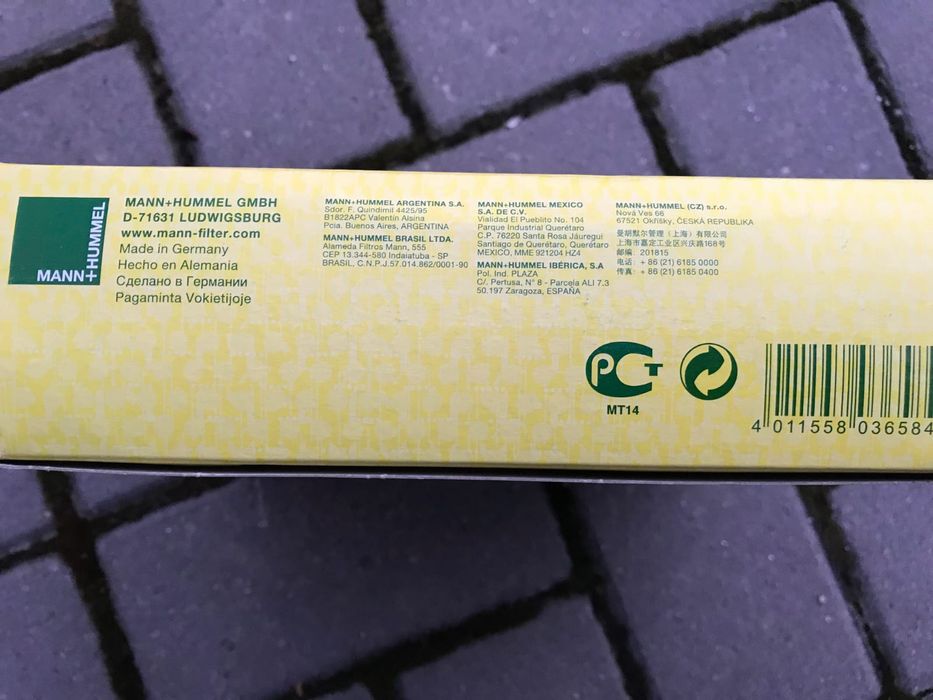 MANN+HUMMEL
MANN+HUMMEL GMBH
D-71631 LUDWIGSBURG
www.mann-filter.com
Made in Germany
Hecho en Alemania
Сделано в Германии
Pagaminta Vokietijoje
MANN+HUMMEL ARGENTINA S.A.
Sdor. F. Quindimil 4425/95
B1822APC Valentín Alsina
Pcia. Buenos Aires, ARGENTINA
MANN+HUMMEL BRASIL LTDA.
Alameda Filtros Mann, 555
CEP 13.344-580 Indaiatuba - SP
BRASIL, C.N.P.J.57.014.862/0001-90
MANN+HUMMEL MEXICO
S.A. DE C.V.
Vialidad El Pueblito No. 104
Parque Industrial Querétaro
C.P. 76220 Santa Rosa Jáuregui
Santiago de Querétaro, Querétaro
MEXICO, MME 921204 HZ4
MANN+HUMMEL IBÉRICA, S.A
Pol. Ind. PLAZA
C/. Pertusa, N° 8 - Parcela ALI 7.3
50.197 Zaragoza, ESPAÑA
MANN+HUMMEL (CZ) s.r.o.
Nová Ves 66
67521 Okříšky, ČESKÁ REPUBLIKA
曼胡默尔管理（上海）有限公司
上海市嘉定工业区兴庆路168号
邮编: 201815
电话: + 86 (21) 6185 0000
传真: + 86 (21) 6185 0400
РСТ
МТ14
4 011558 036584